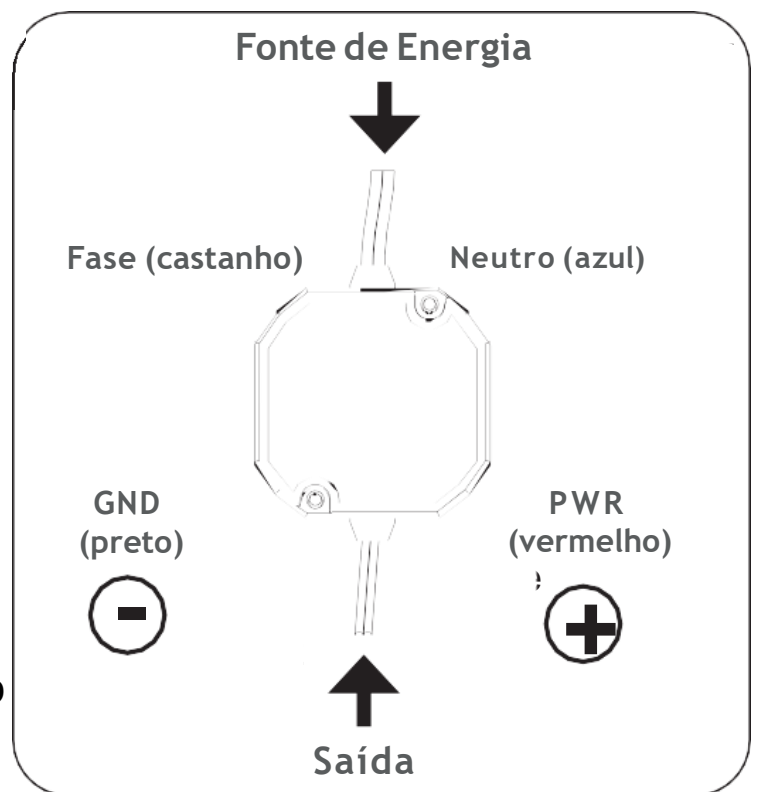 Fonte de Energia
Fase (castanho)
Neutro (azul)
GND
(preto)
PWR
(vermelho)
-
+
Saída